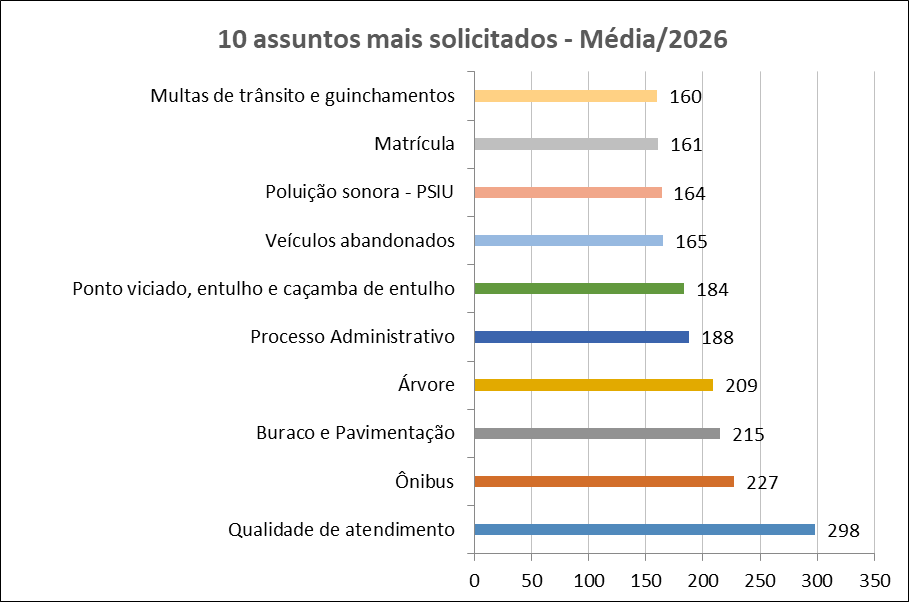 10 assuntos mais solicitados - Média/2026
Multas de trânsito e guinchamentos 160
Matrícula 161
Poluição sonora - PSIU 164
Veículos abandonados 165
Ponto viciado, entulho e caçamba de entulho 184
Processo Administrativo 188
Árvore 209
Buraco e Pavimentação 215
Ônibus 227
Qualidade de atendimento 298
0 50 100 150 200 250 300 350